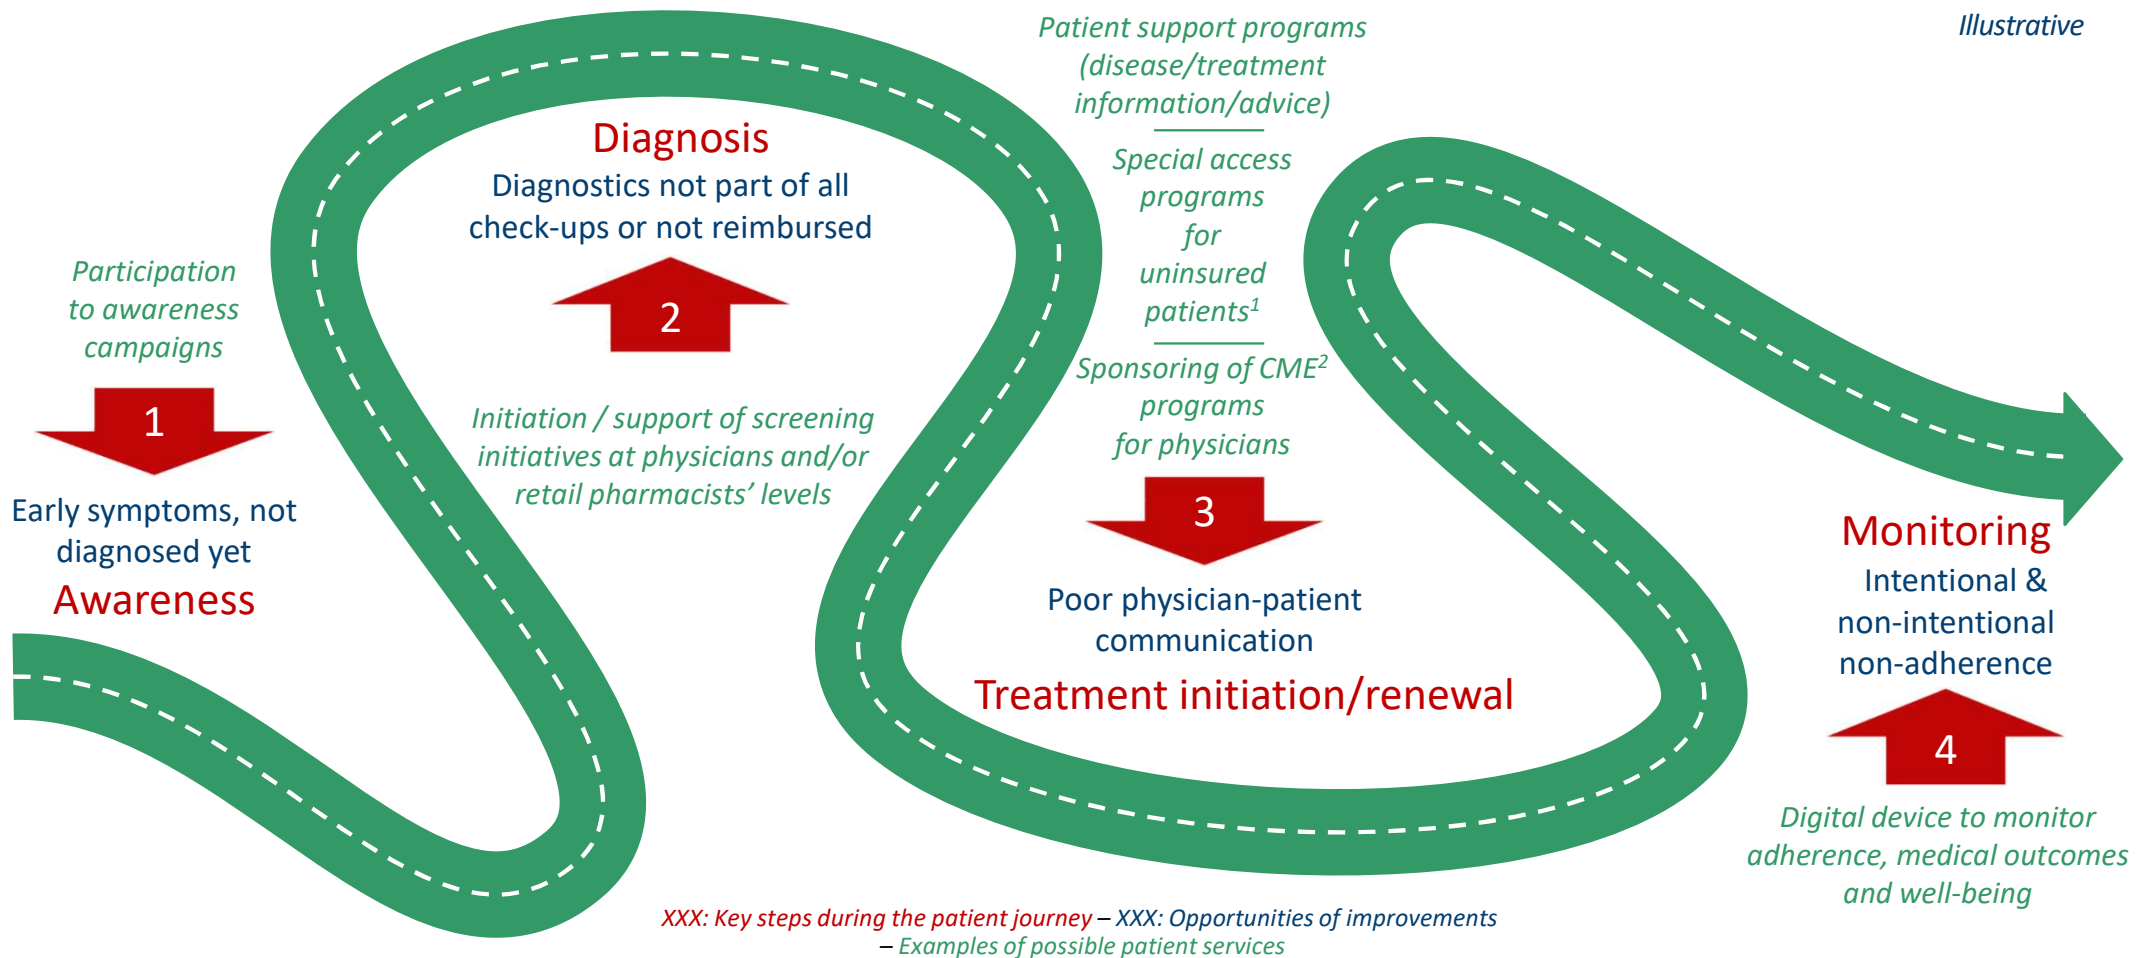 Illustrative
Participation
to awareness
campaigns
1
Early symptoms, not
diagnosed yet
Awareness
Diagnosis
Diagnostics not part of all
check-ups or not reimbursed
2
Initiation / support of screening
initiatives at physicians and/or
retail pharmacists’ levels
Patient support programs
(disease/treatment
information/advice)
Special access
programs
for
uninsured
patients¹
Sponsoring of CME²
programs
for physicians
3
Poor physician-patient
communication
Treatment initiation/renewal
Monitoring
Intentional &
non-intentional
non-adherence
4
Digital device to monitor
adherence, medical outcomes
and well-being
XXX: Key steps during the patient journey – XXX: Opportunities of improvements
– Examples of possible patient services